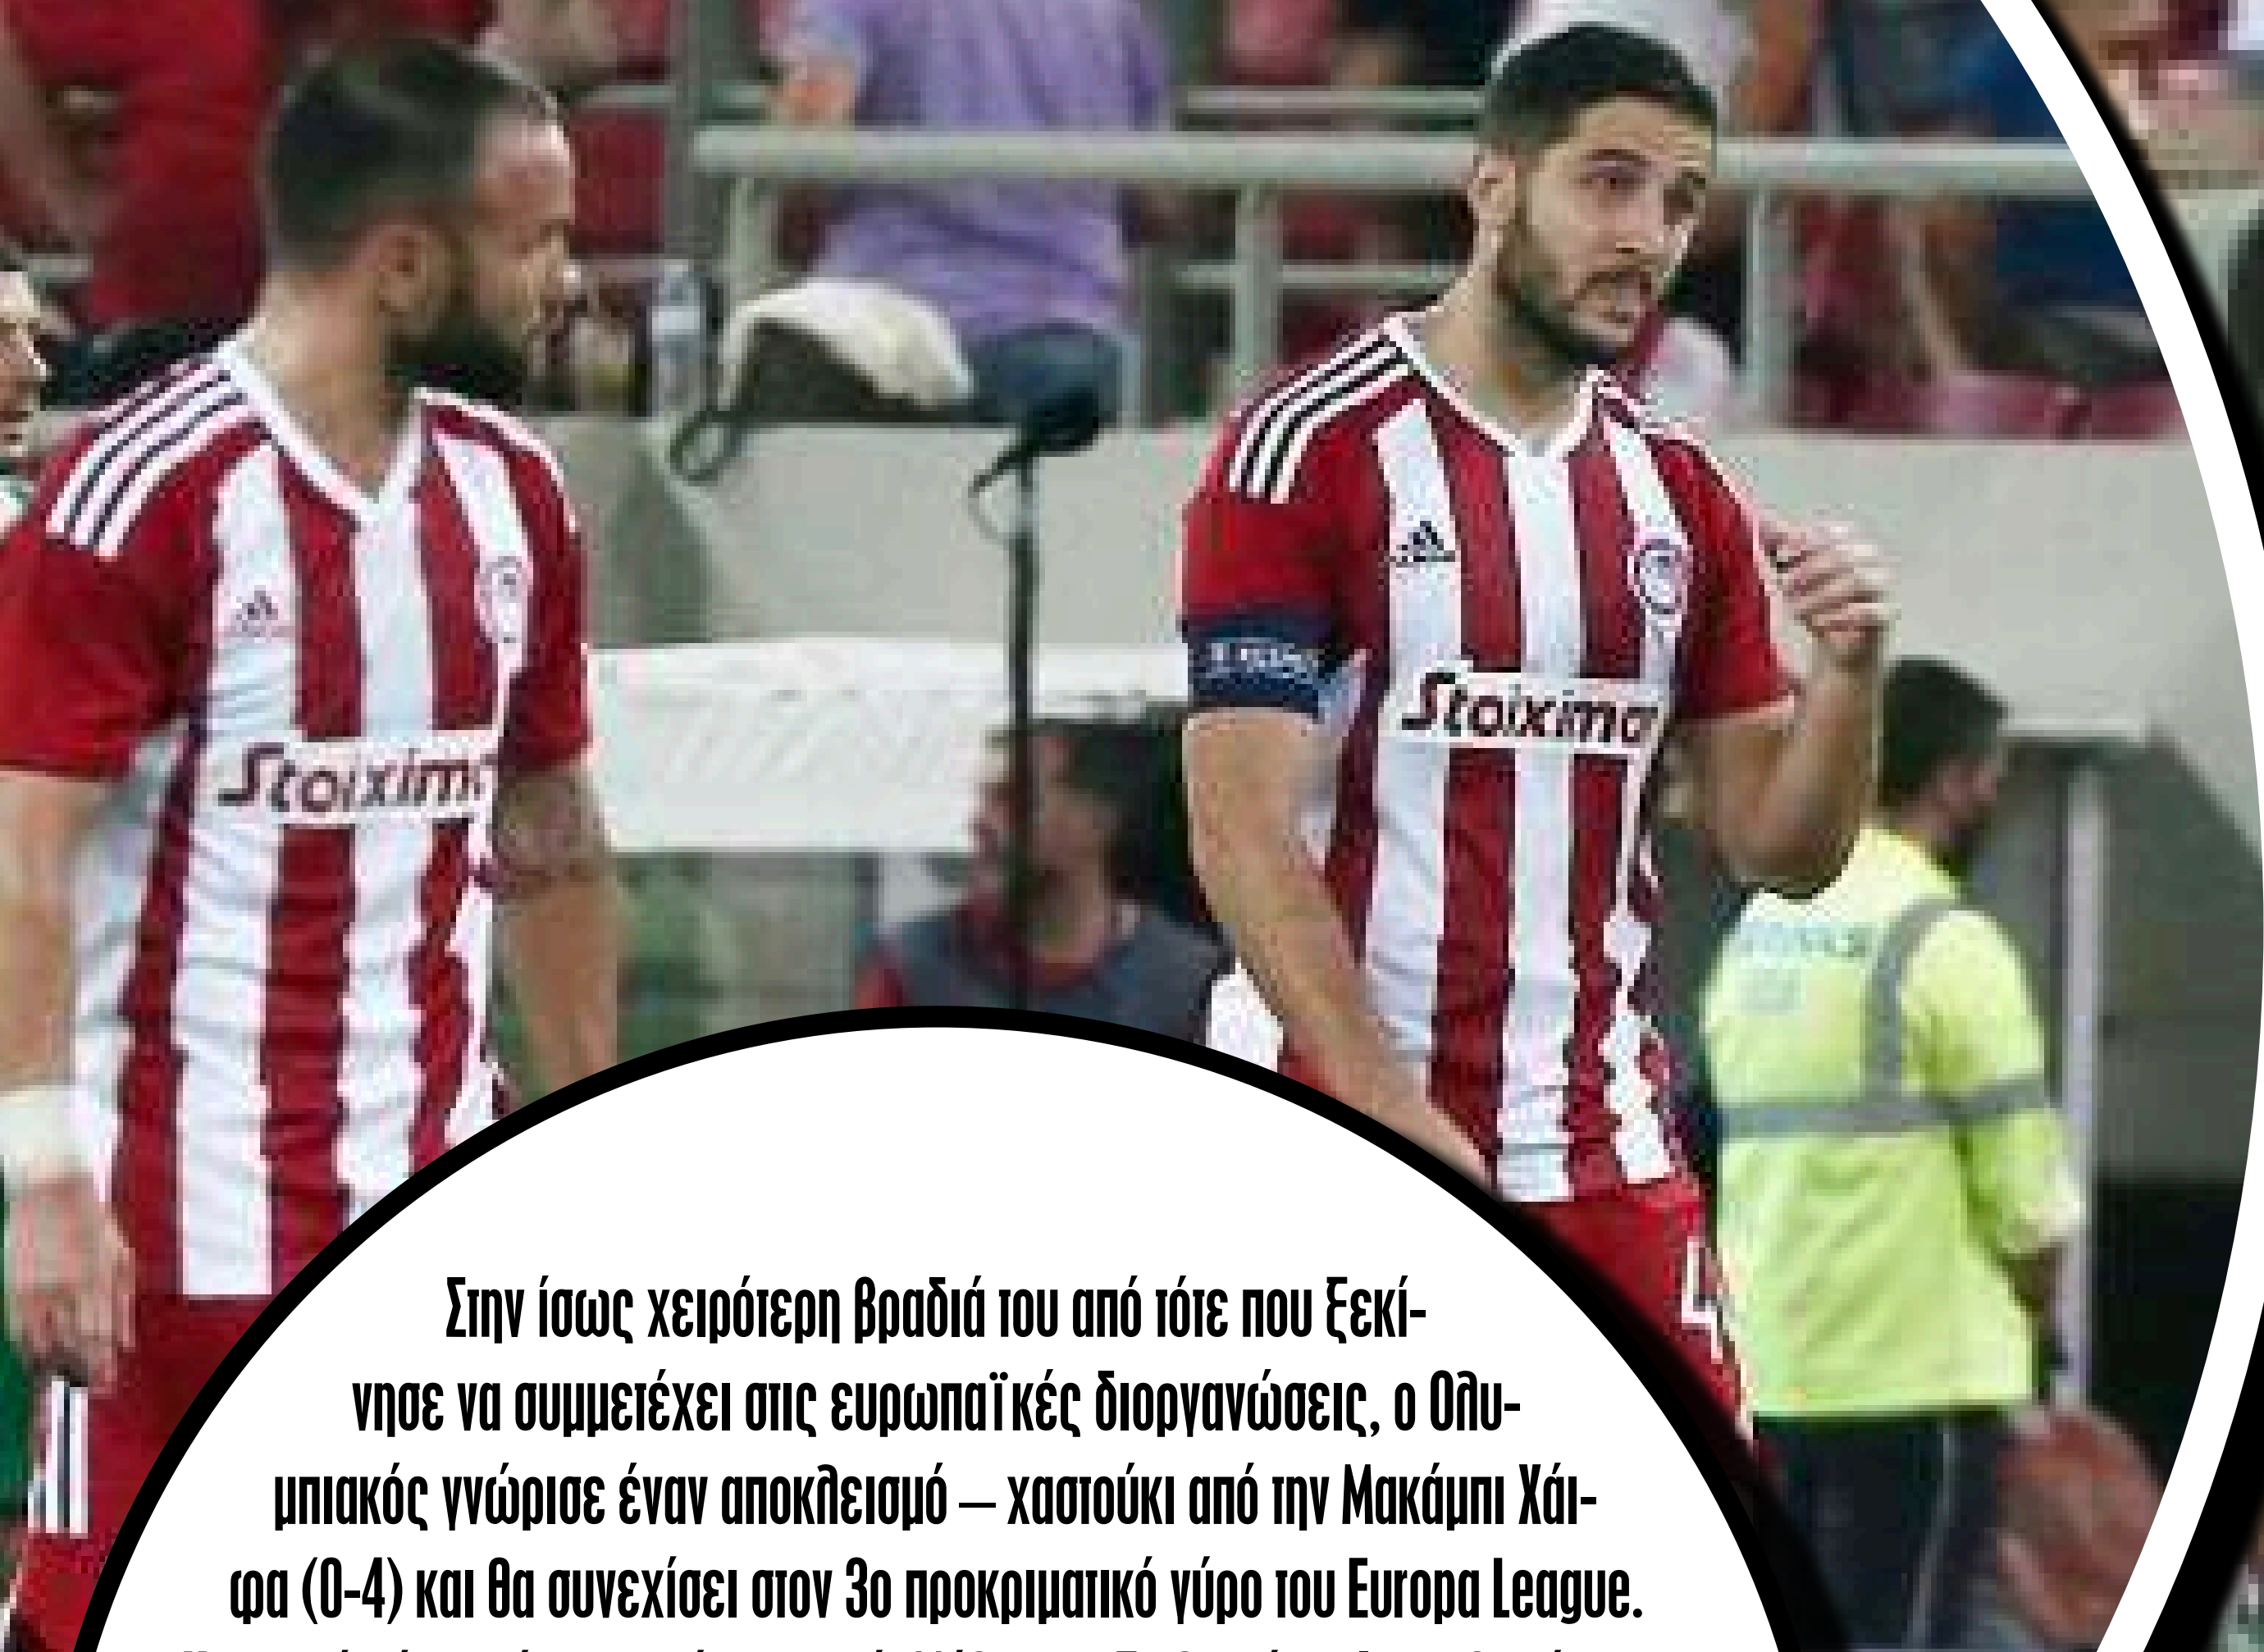 Stoixima
Stoixima
Στην ίσως χειρότερη βραδιά του από τότε που ξεκί-
νησε να συμμετέχει στις ευρωπαϊκές διοργανώσεις, ο Ολυ-
μπιακός γνώρισε έναν αποκλεισμό – χαστούκι από την Μακάμπι Χάι-
φα (0-4) και θα συνεχίσει στον 3ο προκριματικό γύρο του Europa League.